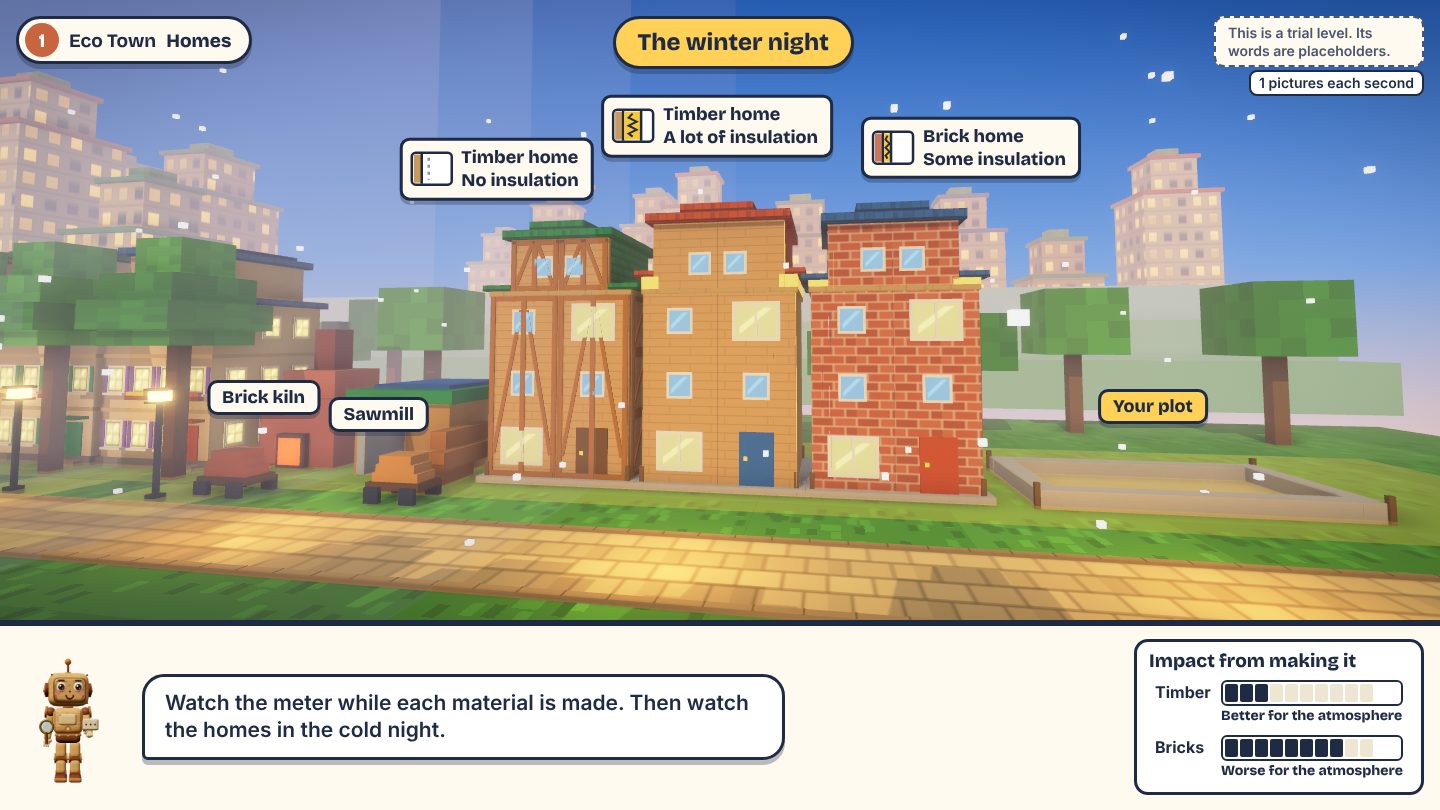 1 Eco Town Homes
The winter night
This is a trial level. Its
words are placeholders.
1 pictures each second
Timber home
No insulation
Timber home
A lot of insulation
Brick home
Some insulation
Brick kiln
Sawmill
Your plot
Watch the meter while each material is made. Then watch
the homes in the cold night.
Impact from making it
Timber
Better for the atmosphere
Bricks
Worse for the atmosphere